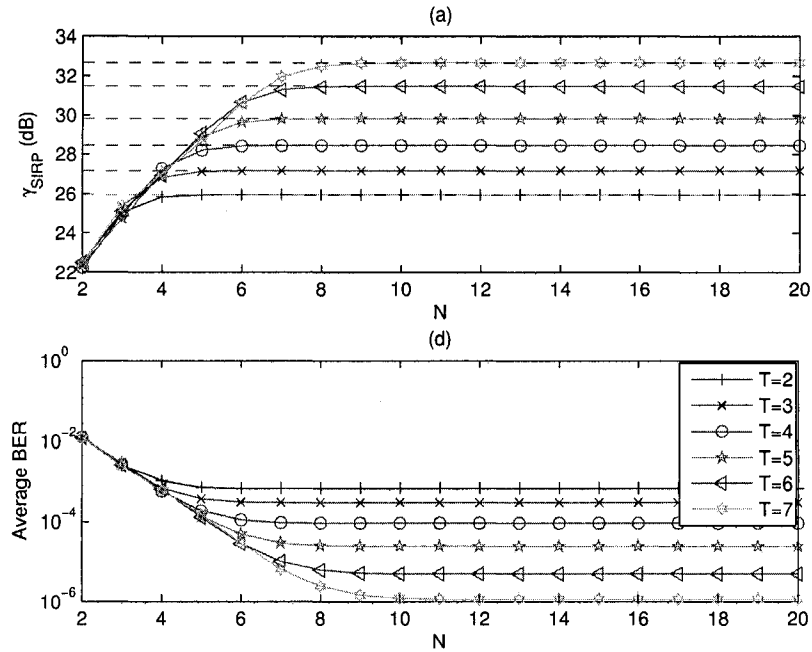 (a)
34
32
30
28
26
24
22
γSIRP (dB)
2 4 6 8 10 12 14 16 18 20
N
(d)
10^0
10^-2
10^-4
10^-6
Average BER
T=2
T=3
T=4
T=5
T=6
T=7
2 4 6 8 10 12 14 16 18 20
N